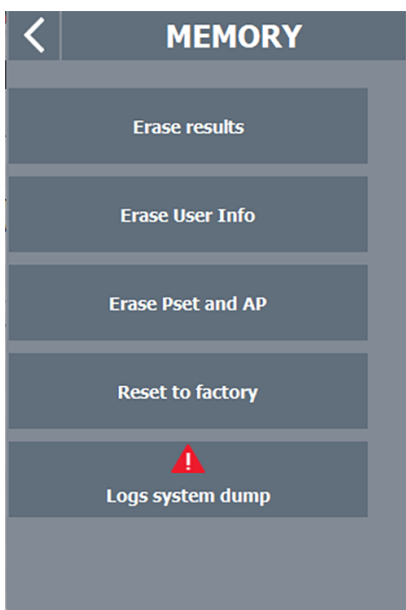 MEMORY
Erase results
Erase User Info
Erase Pset and AP
Reset to factory
Logs system dump